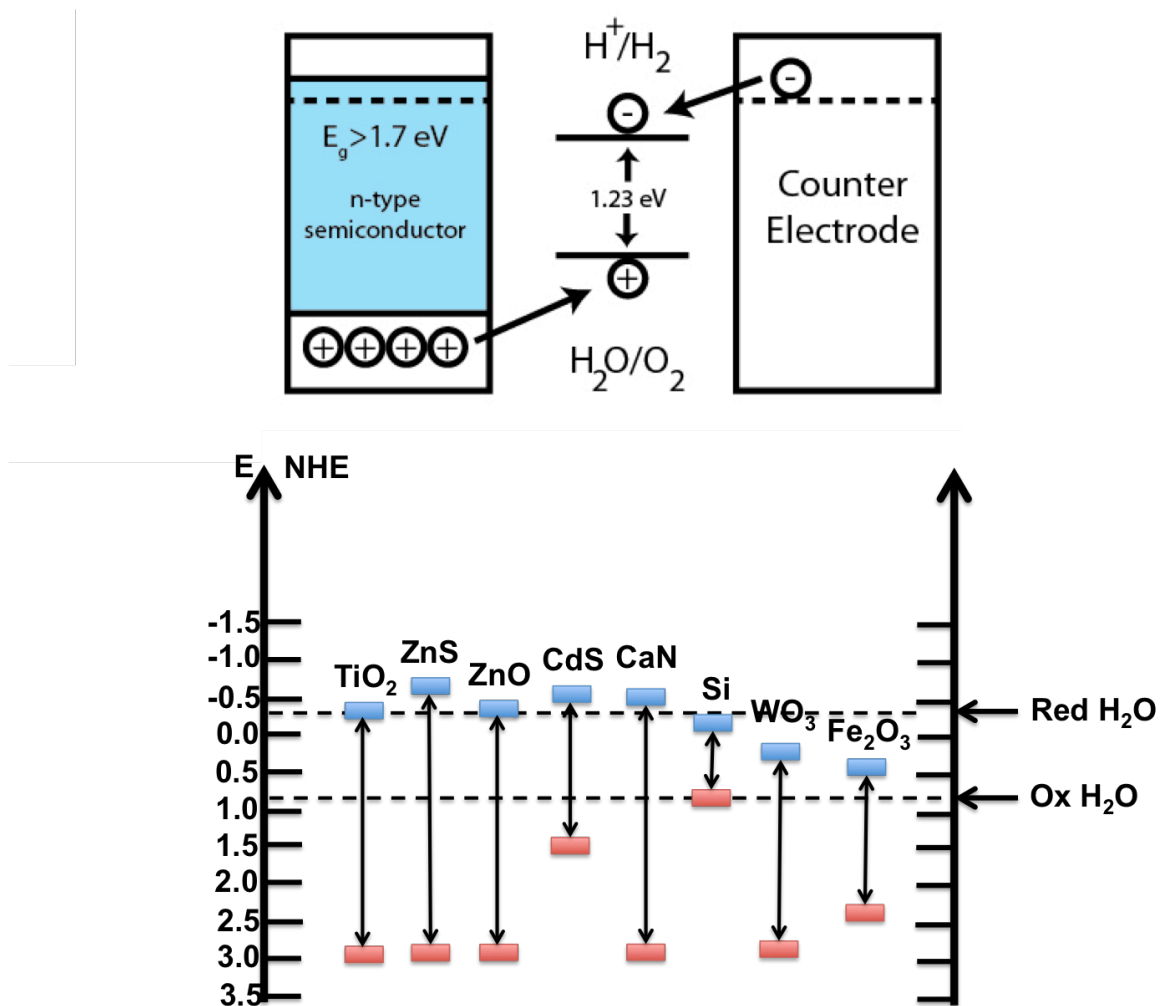 H⁺/H₂
-
-
E_g>1.7 eV
n-type
semiconductor
1.23 eV
Counter
Electrode
+
+ + + +
H₂O/O₂
E NHE
-1.5
-1.0
-0.5
0.0
0.5
1.0
1.5
2.0
2.5
3.0
3.5
TiO₂
ZnS
ZnO
CdS
CaN
Si
WO₃
Fe₂O₃
Red H₂O
Ox H₂O